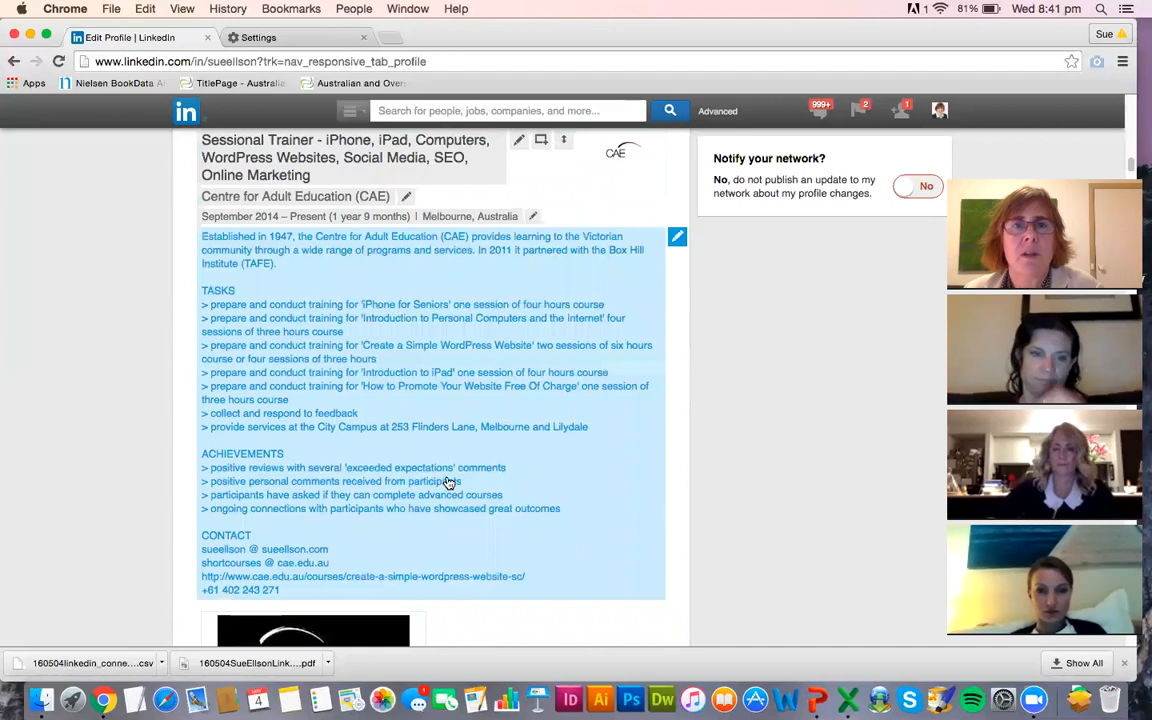 Chrome File Edit View History Bookmarks People Window Help 1 81% Wed 8:41 pm
Edit Profile | LinkedIn × Settings × Sue
www.linkedin.com/in/sueellson?trk=nav_responsive_tab_profile
Apps Nielsen BookData TitlePage - Australia Australian and Over
in Search for people, jobs, companies, and more... Advanced 999+ 2 1
Sessional Trainer - iPhone, iPad, Computers,
WordPress Websites, Social Media, SEO,
Online Marketing
CAE
Centre for Adult Education (CAE)
September 2014 – Present (1 year 9 months) | Melbourne, Australia
Notify your network?
No, do not publish an update to my
network about my profile changes.
No
Established in 1947, the Centre for Adult Education (CAE) provides learning to the Victorian
community through a wide range of programs and services. In 2011 it partnered with the Box Hill
Institute (TAFE).
TASKS
> prepare and conduct training for 'iPhone for Seniors' one session of four hours course
> prepare and conduct training for 'Introduction to Personal Computers and the Internet' four
sessions of three hours course
> prepare and conduct training for 'Create a Simple WordPress Website' two sessions of six hours
course or four sessions of three hours
> prepare and conduct training for 'Introduction to iPad' one session of four hours course
> prepare and conduct training for 'How to Promote Your Website Free Of Charge' one session of
three hours course
> collect and respond to feedback
> provide services at the City Campus at 253 Flinders Lane, Melbourne and Lilydale
ACHIEVEMENTS
> positive reviews with several 'exceeded expectations' comments
> positive personal comments received from participants
> participants have asked if they can complete advanced courses
> ongoing connections with participants who have showcased great outcomes
CONTACT
sueellson @ sueellson.com
shortcourses @ cae.edu.au
http://www.cae.edu.au/courses/create-a-simple-wordpress-website-sc/
+61 402 243 271
160504linkedin_conne....csv 160504SueEllsonLink....pdf Show All ×
MAY 4 1 Id Ai Ps Dw W P X S